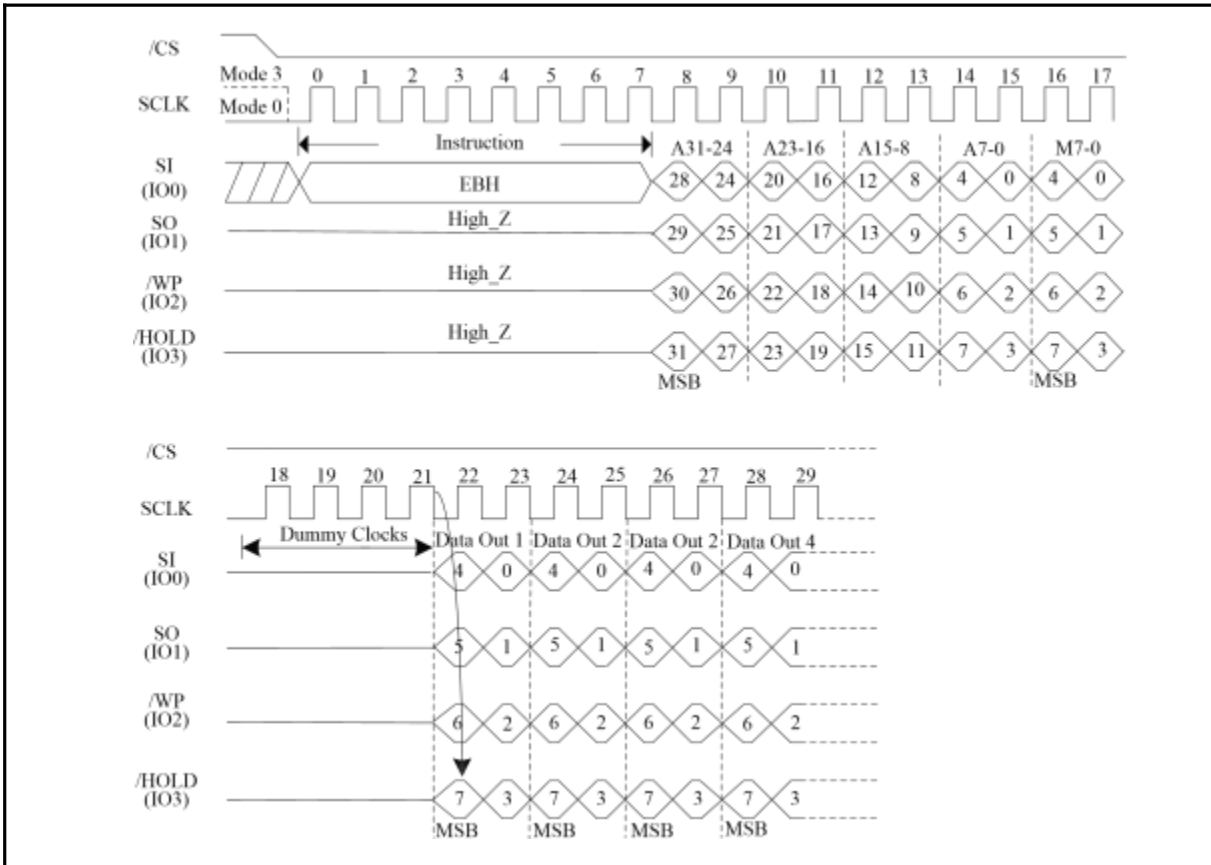 /CS
Mode 3 0 1 2 3 4 5 6 7 8 9 10 11 12 13 14 15 16 17
SCLK Mode 0
Instruction A31-24 A23-16 A15-8 A7-0 M7-0
SI
(IO0) EBH 28 24 20 16 12 8 4 0 4 0
SO High_Z
(IO1) 29 25 21 17 13 9 5 1 5 1
/WP High_Z
(IO2) 30 26 22 18 14 10 6 2 6 2
/HOLD High_Z
(IO3) 31 27 23 19 15 11 7 3 7 3
MSB MSB
/CS
18 19 20 21 22 23 24 25 26 27 28 29
SCLK
Dummy Clocks Data Out 1 Data Out 2 Data Out 2 Data Out 4
SI
(IO0) 4 0 4 0 4 0 4 0
SO
(IO1) 5 1 5 1 5 1 5 1
/WP
(IO2) 6 2 6 2 6 2 6 2
/HOLD
(IO3) 7 3 7 3 7 3 7 3
MSB MSB MSB MSB